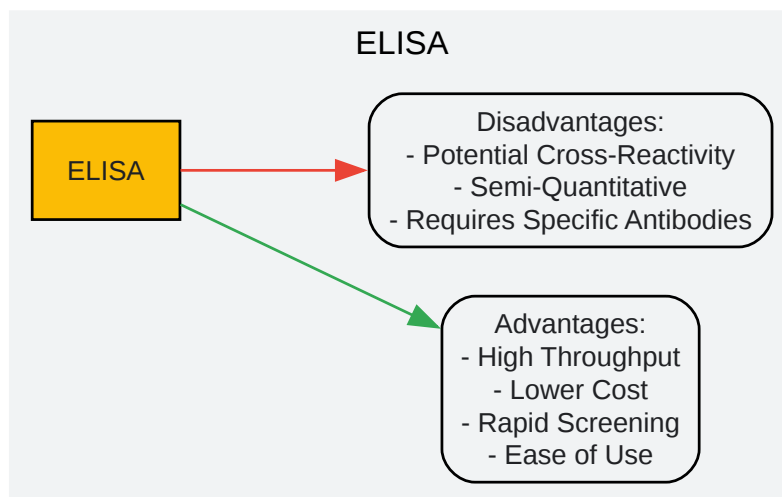 ELISA
ELISA
Disadvantages:
- Potential Cross-Reactivity
- Semi-Quantitative
- Requires Specific Antibodies
Advantages:
- High Throughput
- Lower Cost
- Rapid Screening
- Ease of Use